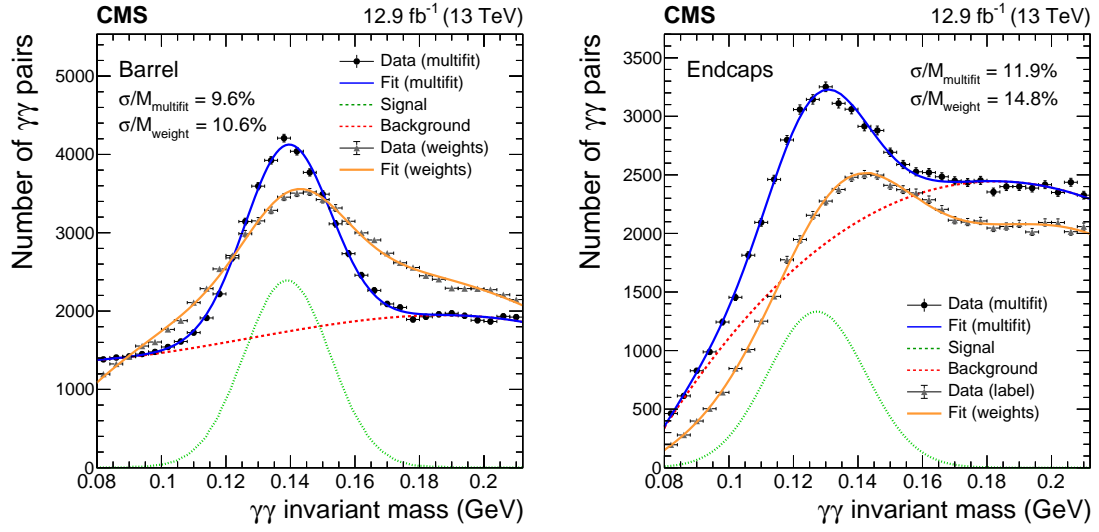 CMS 12.9 fb⁻¹ (13 TeV)
Number of γγ pairs
5000
4000
3000
2000
1000
0
Barrel
σ/M_multifit = 9.6%
σ/M_weight = 10.6%
Data (multifit)
Fit (multifit)
Signal
Background
Data (weights)
Fit (weights)
0.08 0.1 0.12 0.14 0.16 0.18 0.2
γγ invariant mass (GeV)
CMS 12.9 fb⁻¹ (13 TeV)
Number of γγ pairs
3500
3000
2500
2000
1500
1000
500
0
Endcaps
σ/M_multifit = 11.9%
σ/M_weight = 14.8%
Data (multifit)
Fit (multifit)
Signal
Background
Data (label)
Fit (weights)
0.08 0.1 0.12 0.14 0.16 0.18 0.2
γγ invariant mass (GeV)